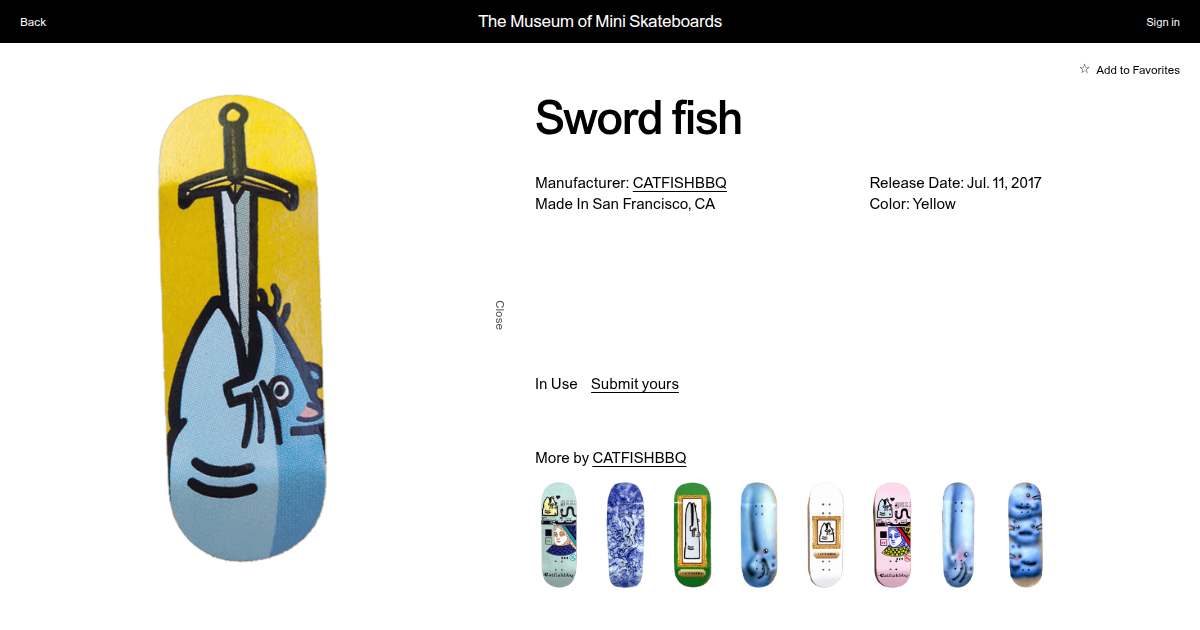 Back
The Museum of Mini Skateboards
Sign in
☆ Add to Favorites
Sword fish
Manufacturer: CATFISHBBQ
Made In San Francisco, CA
Release Date: Jul. 11, 2017
Color: Yellow
Close
In Use Submit yours
More by CATFISHBBQ